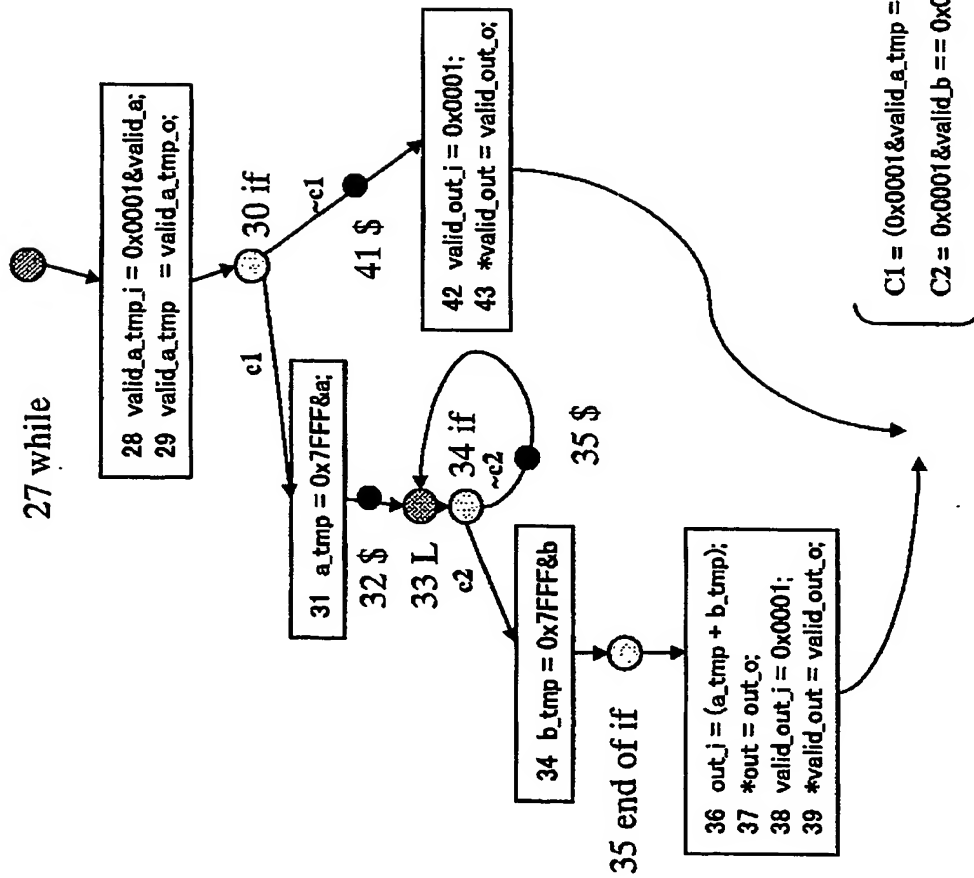 27 while
28 valid_a_tmp_i = 0x0001&valid_a;
29 valid_a_tmp = valid_a_tmp_o;
30 if
c1
~c1
31 a_tmp = 0x7FFF&a;
41 $
32 $
33 L
34 if
c2
~c2
35 $
42 valid_out_i = 0x0001;
43 *valid_out = valid_out_o;
34 b_tmp = 0x7FFF&b
35 end of if
36 out_i = (a_tmp + b_tmp);
37 *out = out_o;
38 valid_out_i = 0x0001;
39 *valid_out = valid_out_o;
C1 = (0x0001&valid_a_tmp =
C2 = 0x0001&valid_b ==